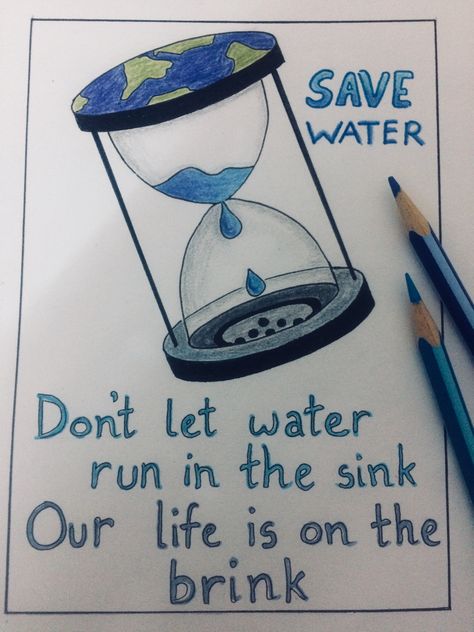 SAVE
WATER
Don't let water
run in the sink
Our life is on the
brink